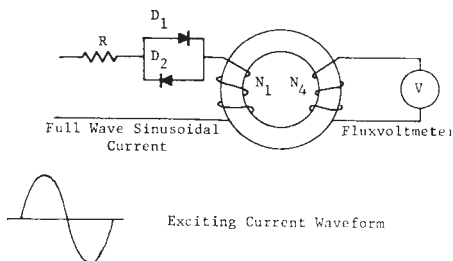 D1
R
D2
N1 N4
V
Full Wave Sinusoidal
Current
Fluxvoltmeter
Exciting Current Waveform